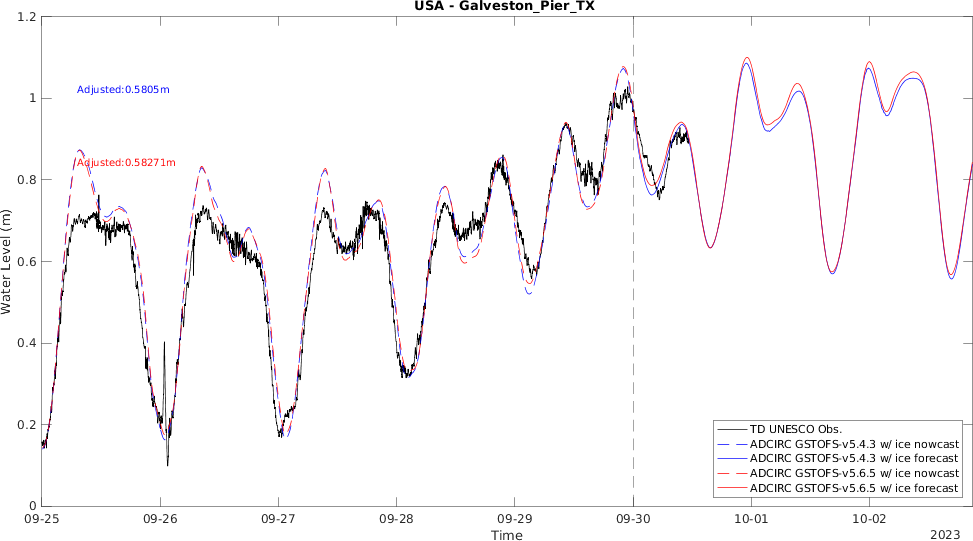 USA - Galveston_Pier_TX
1.2
1
0.8
0.6
0.4
0.2
0
Water Level (m)
Adjusted:0.5805m
Adjusted:0.58271m
TD UNESCO Obs.
ADCIRC GSTOFS-v5.4.3 w/ ice nowcast
ADCIRC GSTOFS-v5.4.3 w/ ice forecast
ADCIRC GSTOFS-v5.6.5 w/ ice nowcast
ADCIRC GSTOFS-v5.6.5 w/ ice forecast
09-25 09-26 09-27 09-28 09-29 09-30 10-01 10-02
Time
2023